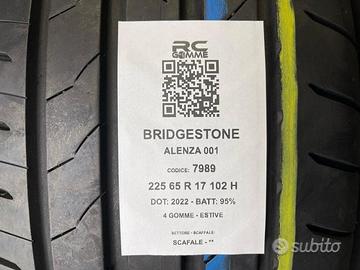 RC
GOMME
BRIDGESTONE
ALENZA 001
CODICE: 7989
225 65 R 17 102 H
DOT: 2022 - BATT: 95%
4 GOMME - ESTIVE
SETTORE - SCAFFALE:
SCAFALE - **
subito